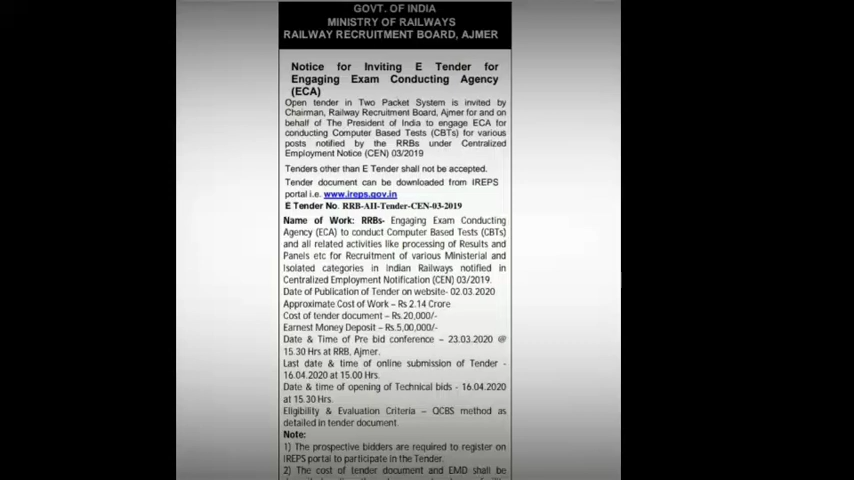 GOVT. OF INDIA
MINISTRY OF RAILWAYS
RAILWAY RECRUITMENT BOARD, AJMER
Notice for Inviting E Tender for
Engaging Exam Conducting Agency
(ECA)
Open tender in Two Packet System is invited by
Chairman, Railway Recruitment Board, Ajmer for and on
behalf of The President of India to engage ECA for
conducting Computer Based Tests (CBTs) for various
posts notified by the RRBs under Centralized
Employment Notice (CEN) 03/2019
Tenders other than E Tender shall not be accepted.
Tender document can be downloaded from IREPS
portal i.e. www.ireps.gov.in
E Tender No. RRB-AII-Tender-CEN-03-2019
Name of Work: RRBs- Engaging Exam Conducting
Agency (ECA) to conduct Computer Based Tests (CBTs)
and all related activities like processing of Results and
Panels etc for Recruitment of various Ministerial and
Isolated categories in Indian Railways notified in
Centralized Employment Notification (CEN) 03/2019.
Date of Publication of Tender on website- 02.03.2020
Approximate Cost of Work – Rs 2.14 Crore
Cost of tender document – Rs.20,000/-
Earnest Money Deposit – Rs.5,00,000/-
Date & Time of Pre bid conference – 23.03.2020 @
15.30 Hrs at RRB, Ajmer.
Last date & time of online submission of Tender -
16.04.2020 at 15.00 Hrs.
Date & time of opening of Technical bids - 16.04.2020
at 15.30 Hrs.
Eligibility & Evaluation Criteria – QCBS method as
detailed in tender document.
Note:
1) The prospective bidders are required to register on
IREPS portal to participate in the Tender.
2) The cost of tender document and EMD shall be